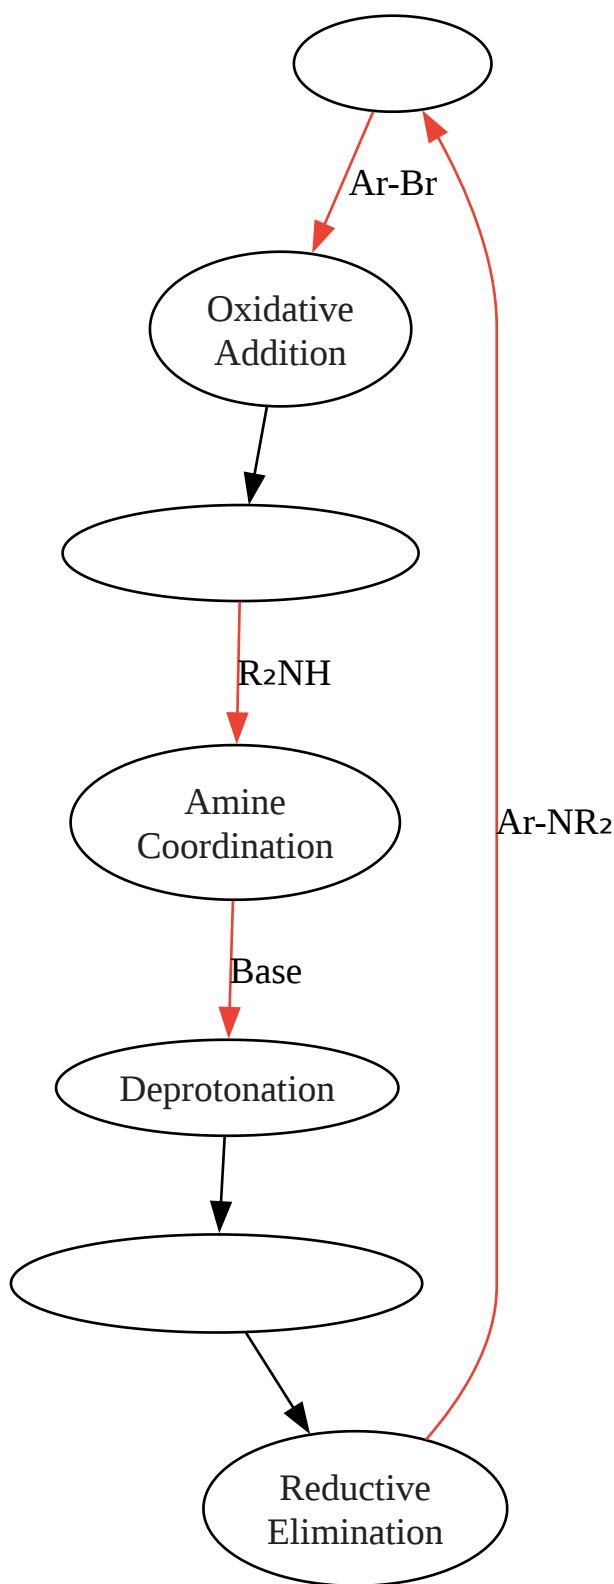 Ar-Br
Oxidative
Addition
R₂NH
Amine
Coordination
Ar-NR₂
Base
Deprotonation
Reductive
Elimination